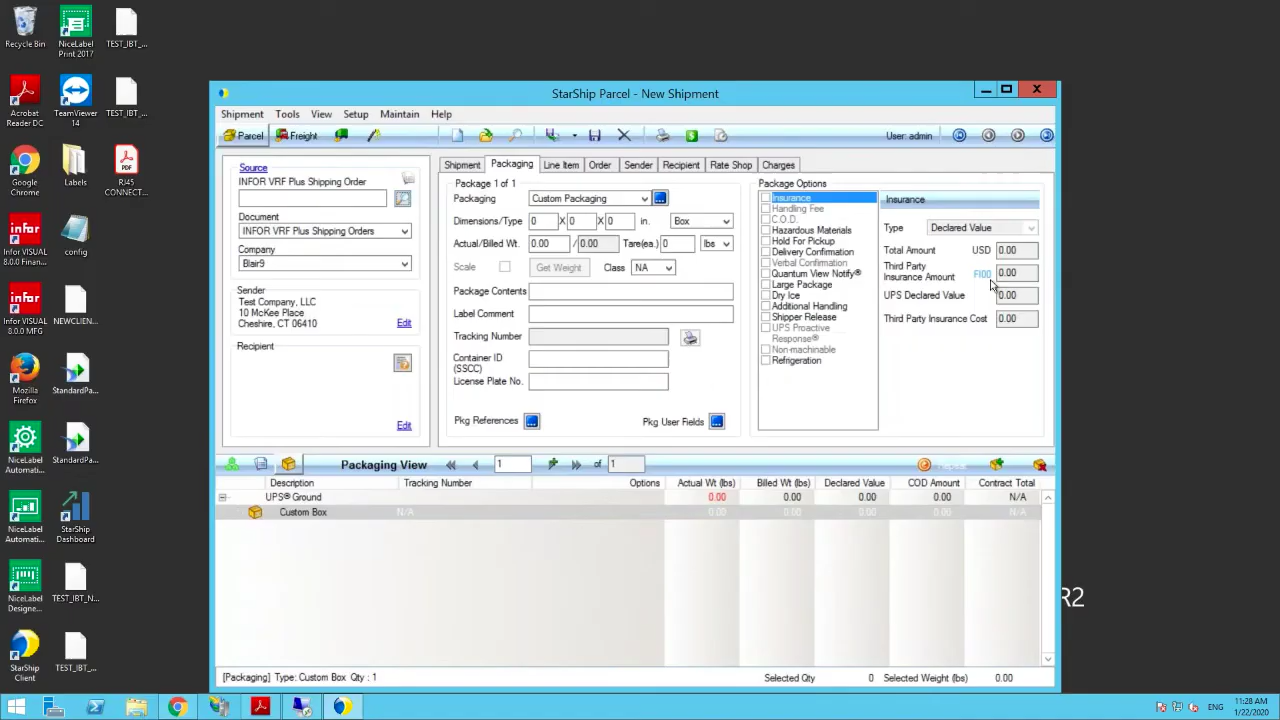 Recycle Bin
NiceLabel
Print 2017
TEST_IBT_...
Acrobat
Reader DC
TeamViewer
14
TEST_IBT_...
Google
Chrome
Labels
RJ45
CONNECT...
Infor VISUAL
8.0.0 Finan...
config
Infor VISUAL
8.0.0 MFG
NEWCLIEN...
Mozilla
Firefox
StandardPa...
NiceLabel
Automati...
StandardPa...
NiceLabel
Automati...
StarShip
Dashboard
NiceLabel
Designe...
TEST_IBT_N...
StarShip
Client
TEST_IBT_...
StarShip Parcel - New Shipment
Shipment Tools View Setup Maintain Help
Parcel Freight User: admin
Source
INFOR VRF Plus Shipping Order
Document
INFOR VRF Plus Shipping Orders
Company
Blair9
Sender
Test Company, LLC
10 McKee Place
Cheshire, CT 06410
Edit
Recipient
Edit
Shipment Packaging Line Item Order Sender Recipient Rate Shop Charges
Package 1 of 1
Packaging Custom Packaging
Dimensions/Type 0 X 0 X 0 in. Box
Actual/Billed Wt. 0.00 / 0.00 Tare(ea.) 0 lbs
Scale Get Weight Class NA
Package Contents
Label Comment
Tracking Number
Container ID
(SSCC)
License Plate No.
Pkg References Pkg User Fields
Package Options
Insurance
Handling Fee
C.O.D.
Hazardous Materials
Hold For Pickup
Delivery Confirmation
Verbal Confirmation
Quantum View Notify®
Large Package
Dry Ice
Additional Handling
Shipper Release
UPS Proactive
Response®
Non-machinable
Refrigeration
Insurance
Type Declared Value
Total Amount USD 0.00
Third Party
Insurance Amount FI00 0.00
UPS Declared Value 0.00
Third Party Insurance Cost 0.00
Packaging View 1 of 1 Repeat
Description Tracking Number Options Actual Wt (lbs) Billed Wt (lbs) Declared Value COD Amount Contract Total
UPS® Ground 0.00 0.00 0.00 0.00 N/A
Custom Box N/A 0.00 0.00 0.00 0.00 N/A
[Packaging] Type: Custom Box Qty : 1 Selected Qty 0 Selected Weight (lbs) 0.00
R2
ENG
11:28 AM
1/22/2020